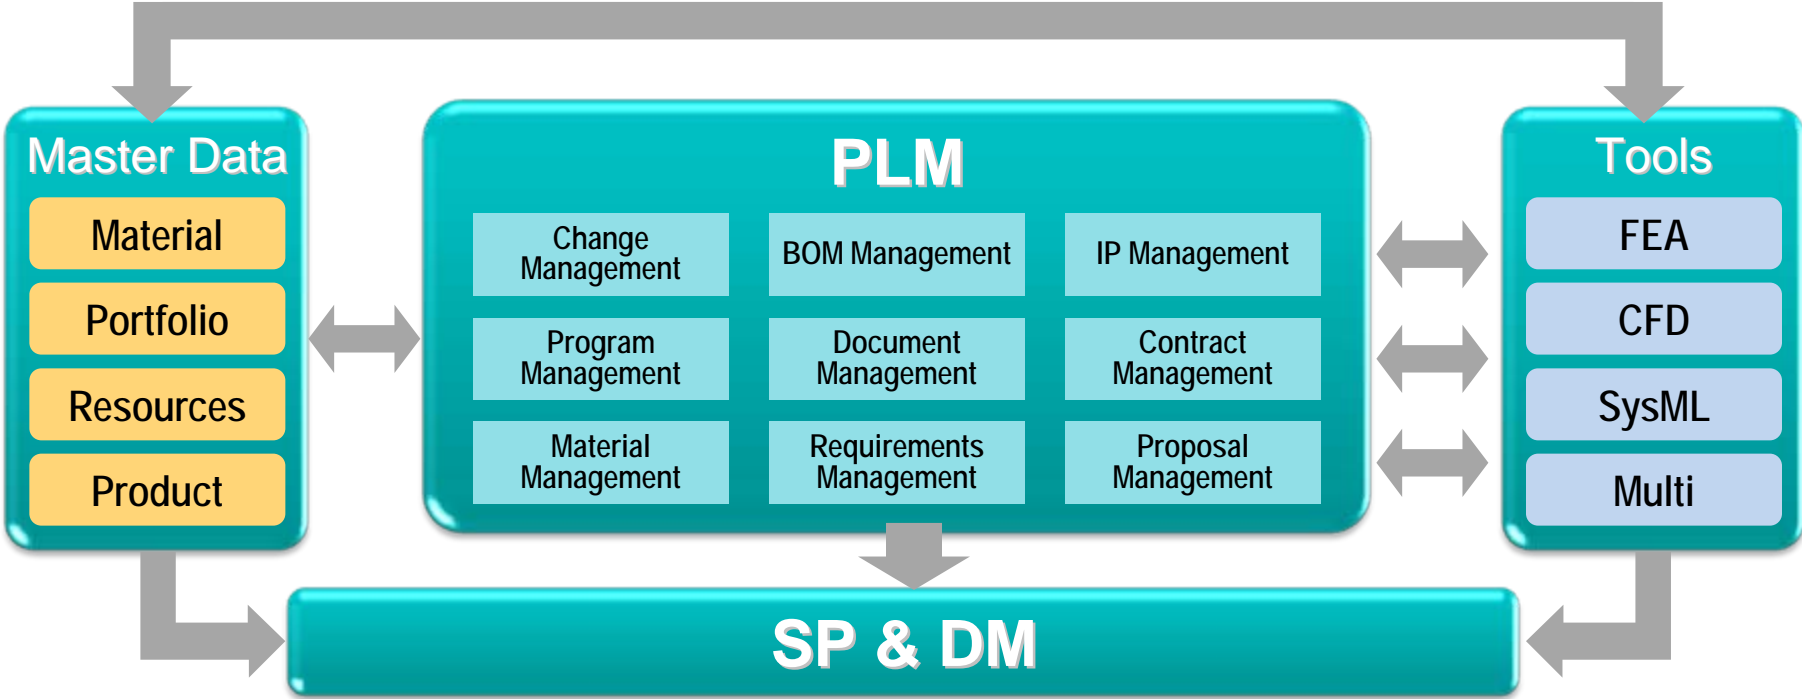 Master Data
Material
Portfolio
Resources
Product
PLM
Change
Management
BOM Management
IP Management
Program
Management
Document
Management
Contract
Management
Material
Management
Requirements
Management
Proposal
Management
Tools
FEA
CFD
SysML
Multi
SP & DM